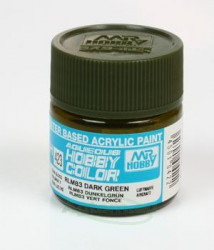 MR.
HOBBY
WATER BASED ACRYLIC PAINT
AQUEOUS
HOBBY
COLOR
MR.
HOBBY
RLM83 DARK GREEN
RLM83 DUNKELGRÜN
RLM83 VERT FONCE
LUFTWAFFE
AIRCRAFT